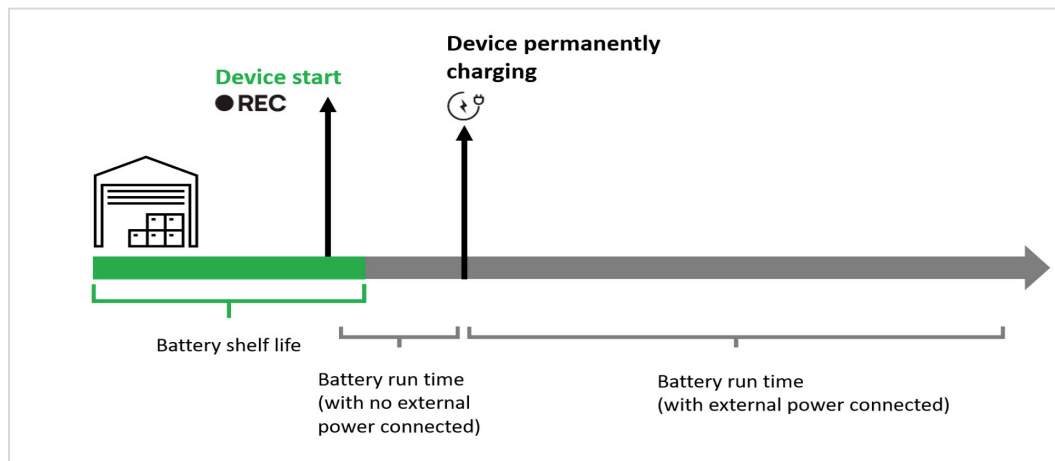 Device permanently
charging
Device start
REC
Battery shelf life
Battery run time
(with no external
power connected)
Battery run time
(with external power connected)